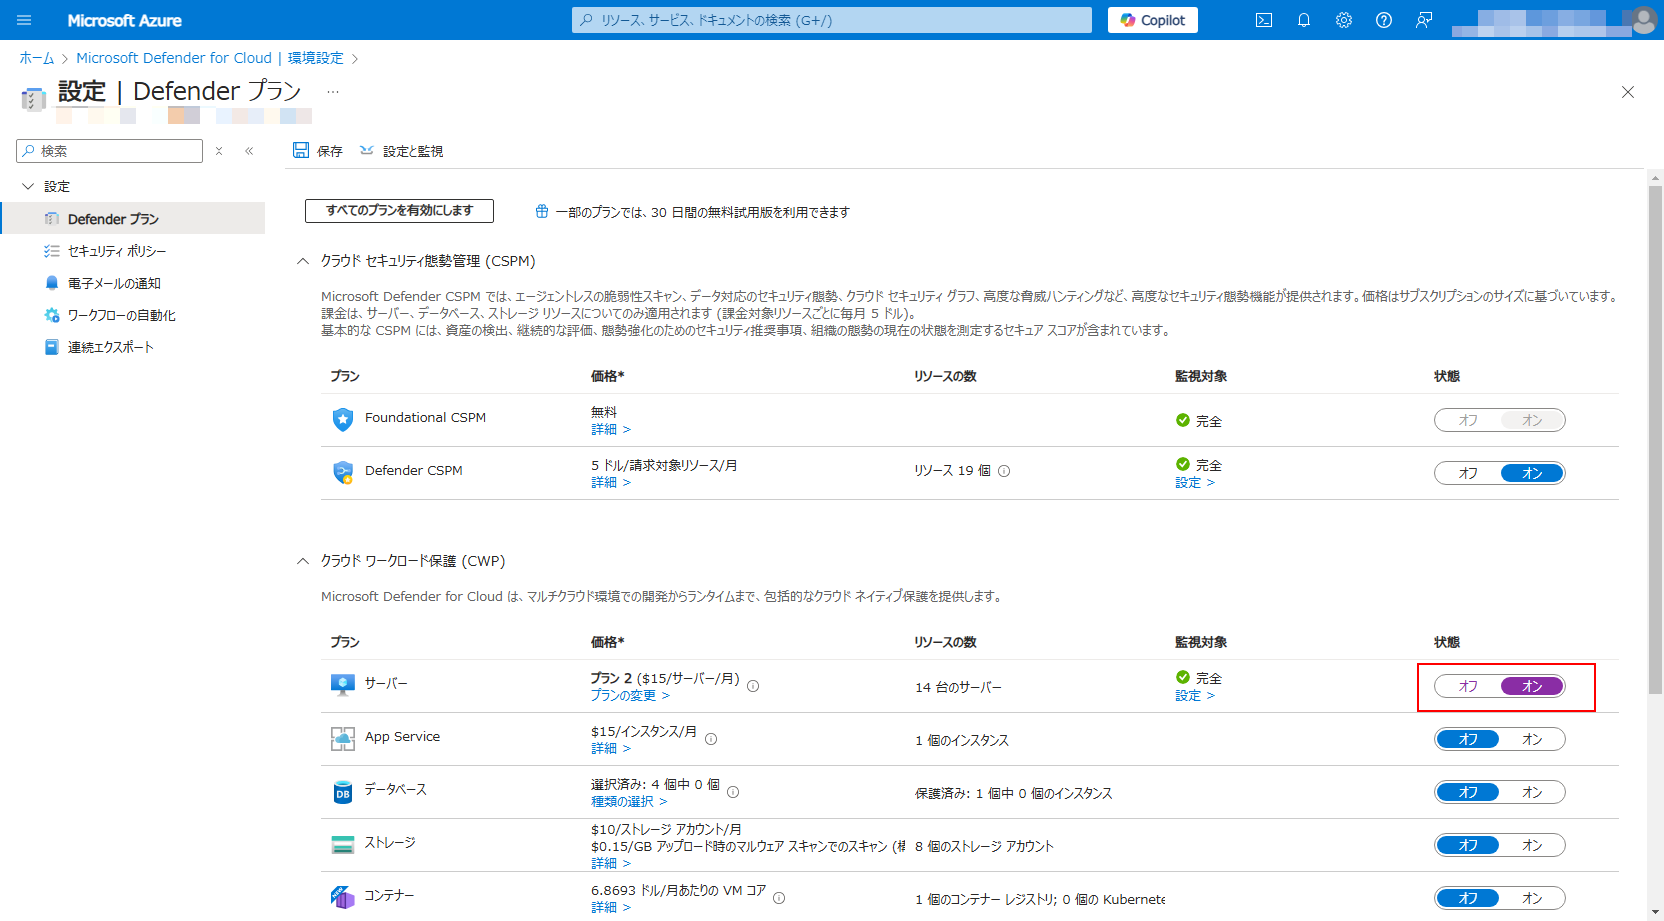 Microsoft Azure
リソース、サービス、ドキュメントの検索 (G+/)
Copilot
ホーム > Microsoft Defender for Cloud | 環境設定 >
設定 | Defender プラン ...
検索
保存
設定と監視
設定
Defender プラン
セキュリティ ポリシー
電子メールの通知
ワークフローの自動化
連続エクスポート
すべてのプランを有効にします
一部のプランでは、30 日間の無料試用版を利用できます
クラウド セキュリティ態勢管理 (CSPM)
Microsoft Defender CSPM では、エージェントレスの脆弱性スキャン、データ対応のセキュリティ態勢、クラウド セキュリティ グラフ、高度な脅威ハンティングなど、高度なセキュリティ態勢機能が提供されます。価格はサブスクリプションのサイズに基づいています。
課金は、サーバー、データベース、ストレージ リソースについてのみ適用されます (課金対象リソースごとに毎月 5 ドル)。
基本的な CSPM には、資産の検出、継続的な評価、態勢強化のためのセキュリティ推奨事項、組織の態勢の現在の状態を測定するセキュア スコアが含まれています。
プラン 価格* リソースの数 監視対象 状態
Foundational CSPM 無料 完全 オフ オン
詳細 >
Defender CSPM 5 ドル/請求対象リソース/月 リソース 19 個 完全 オフ オン
詳細 > 設定 >
クラウド ワークロード保護 (CWP)
Microsoft Defender for Cloud は、マルチクラウド環境での開発からランタイムまで、包括的なクラウド ネイティブ保護を提供します。
プラン 価格* リソースの数 監視対象 状態
サーバー プラン 2 ($15/サーバー/月) 14 台のサーバー 完全 オフ オン
プランの変更 > 設定 >
App Service $15/インスタンス/月 1 個のインスタンス オフ オン
詳細 >
データベース 選択済み: 4 個中 0 個 保護済み: 1 個中 0 個のインスタンス オフ オン
種類の選択 >
ストレージ $10/ストレージ アカウント/月
$0.15/GB アップロード時のマルウェア スキャンでのスキャン ( 8 個のストレージ アカウント オフ オン
詳細 >
コンテナー 6.8693 ドル/月あたりの VM コア 1 個のコンテナー レジストリ; 0 個の Kubernete オフ オン
詳細 >